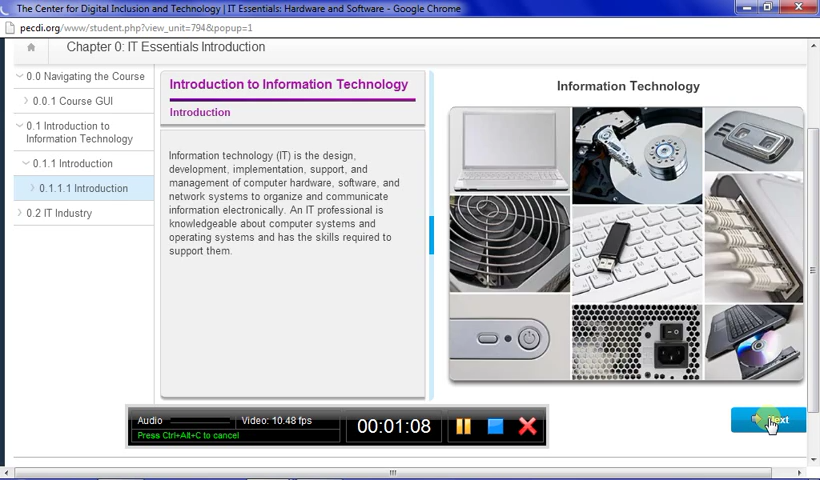 The Center for Digital Inclusion and Technology | IT Essentials: Hardware and Software - Google Chrome
pecdi.org/www/student.php?view_unit=794&popup=1
Chapter 0: IT Essentials Introduction
0.0 Navigating the Course
0.0.1 Course GUI
0.1 Introduction to
Information Technology
0.1.1 Introduction
0.1.1.1 Introduction
0.2 IT Industry
Introduction to Information Technology
Introduction
Information technology (IT) is the design,
development, implementation, support, and
management of computer hardware, software, and
network systems to organize and communicate
information electronically. An IT professional is
knowledgeable about computer systems and
operating systems and has the skills required to
support them.
Information Technology
Next
Audio
Video: 10.48 fps
Press Ctrl+Alt+C to cancel
00:01:08